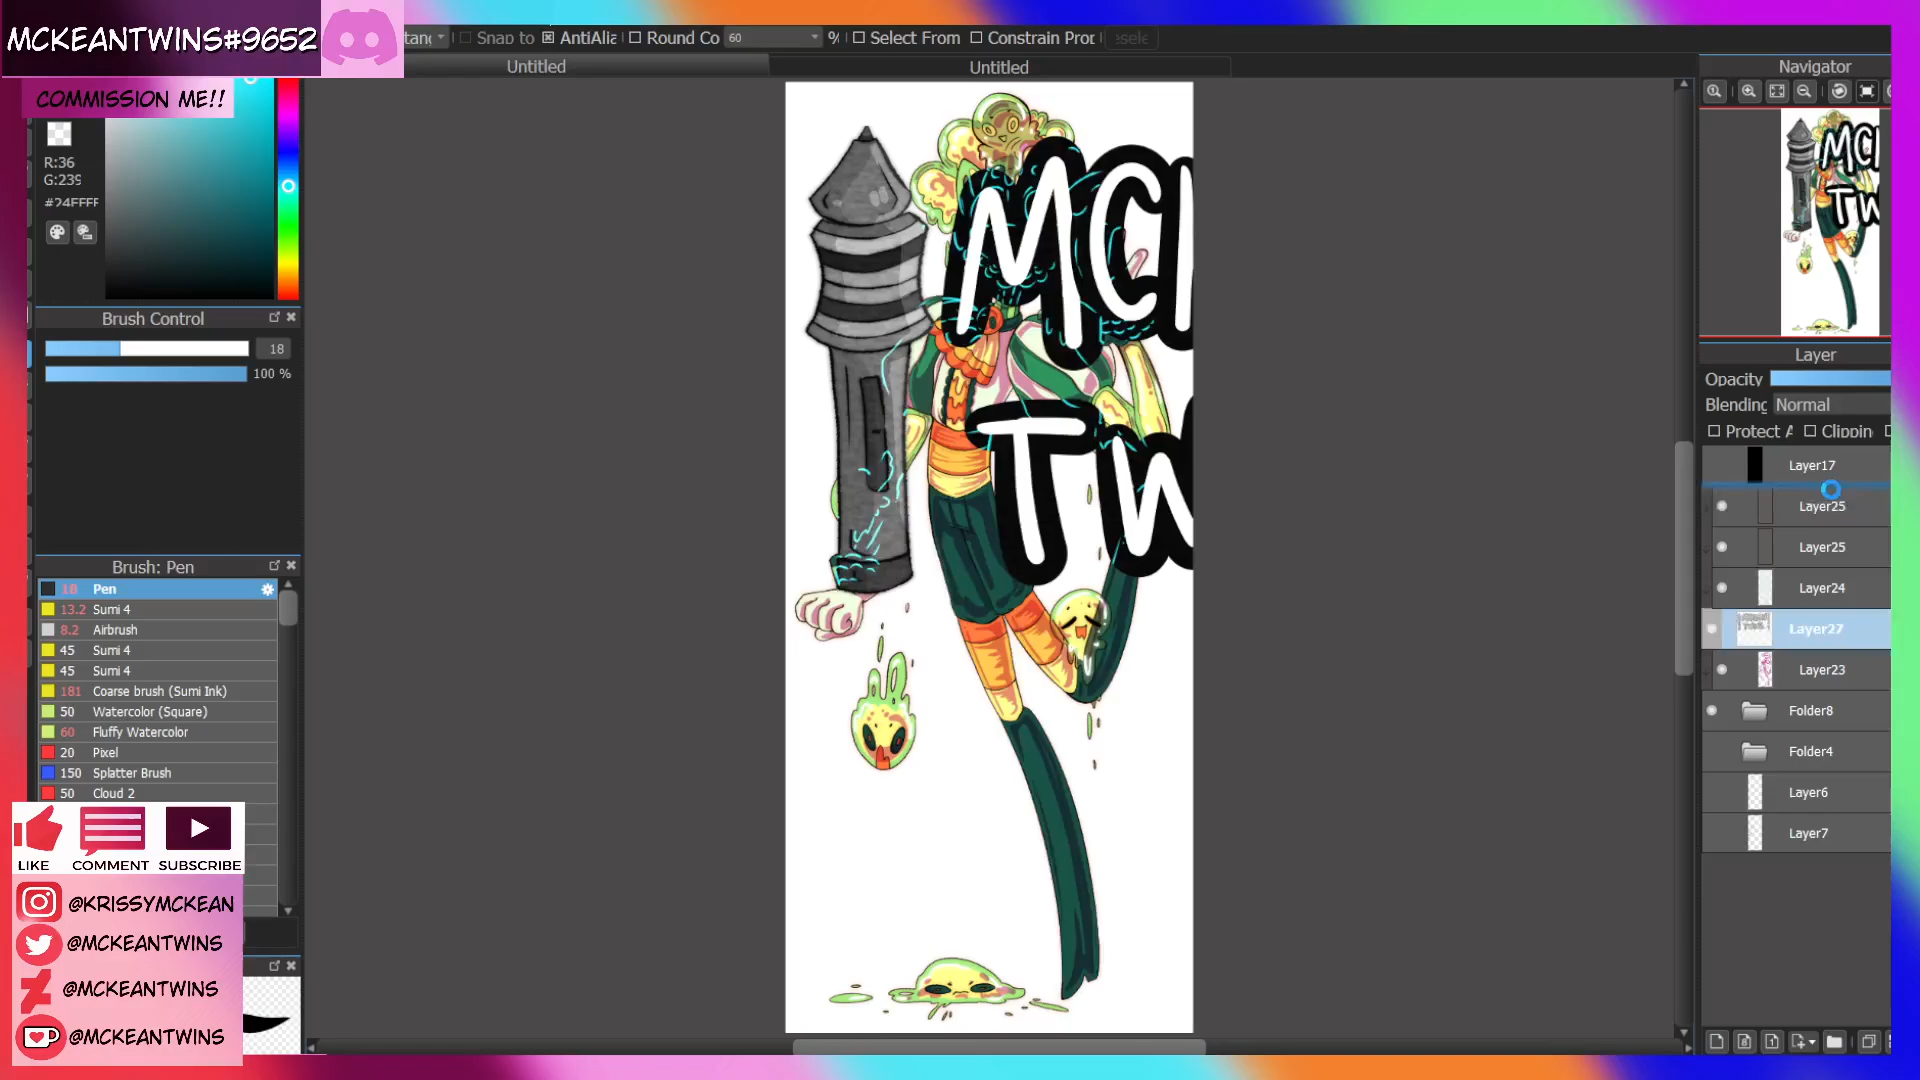 MCKEANTWINS#9652
COMMISSION ME!!
Snap to
AntiAlia
Round Co
60
%
Select From
Constrain Pror
Untitled
Untitled
Navigator
R:36
G:239
#24FFFF
Brush Control
18
100 %
Brush: Pen
18 Pen
13.2 Sumi 4
8.2 Airbrush
45 Sumi 4
45 Sumi 4
181 Coarse brush (Sumi Ink)
50 Watercolor (Square)
60 Fluffy Watercolor
20 Pixel
150 Splatter Brush
50 Cloud 2
LIKE
COMMENT
SUBSCRIBE
@KRISSYMCKEAN
@MCKEANTWINS
@MCKEANTWINS
@MCKEANTWINS
MCK
TW
Layer
Opacity
Blending
Normal
Protect A
Clipping
Layer17
Layer25
Layer25
Layer24
Layer27
Layer23
Folder8
Folder4
Layer6
Layer7